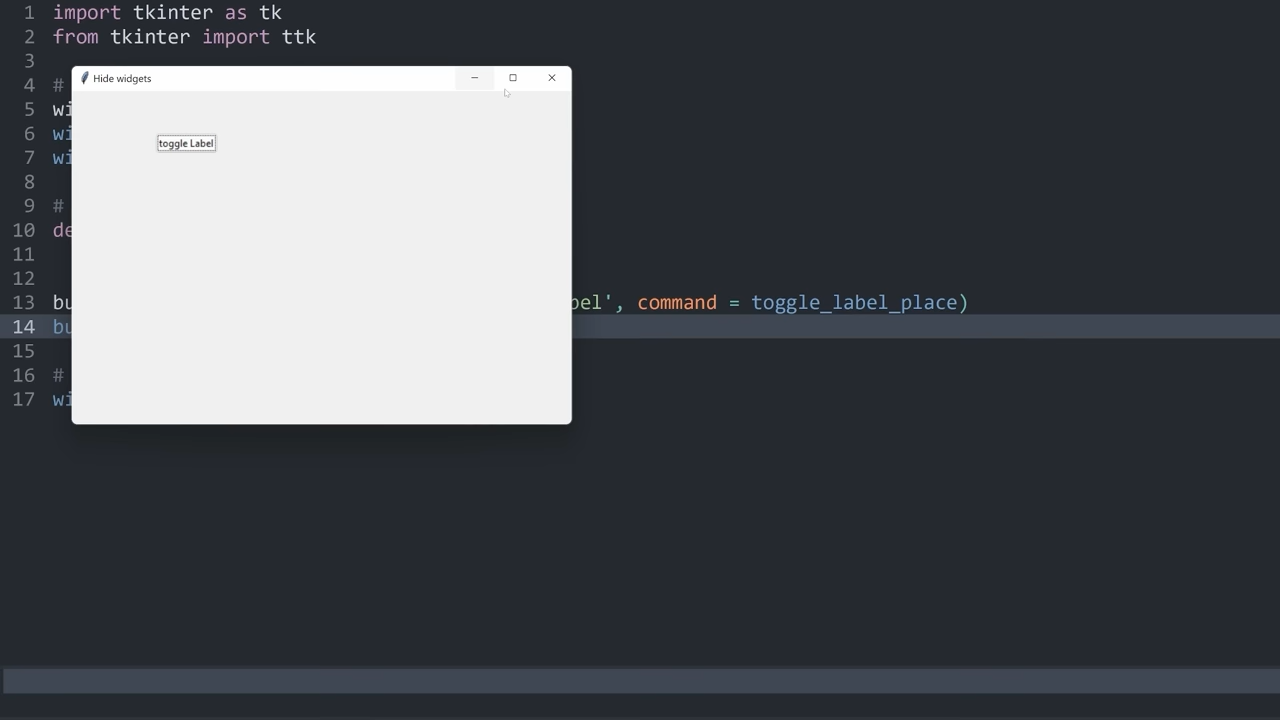 1 import tkinter as tk
2 from tkinter import ttk
3
Hide widgets
4 #
5 wi
6 wi
toggle Label
7 wi
8
9 #
10 de
11
12
13 bu bel', command = toggle_label_place)
14 bu
15
16 #
17 wi